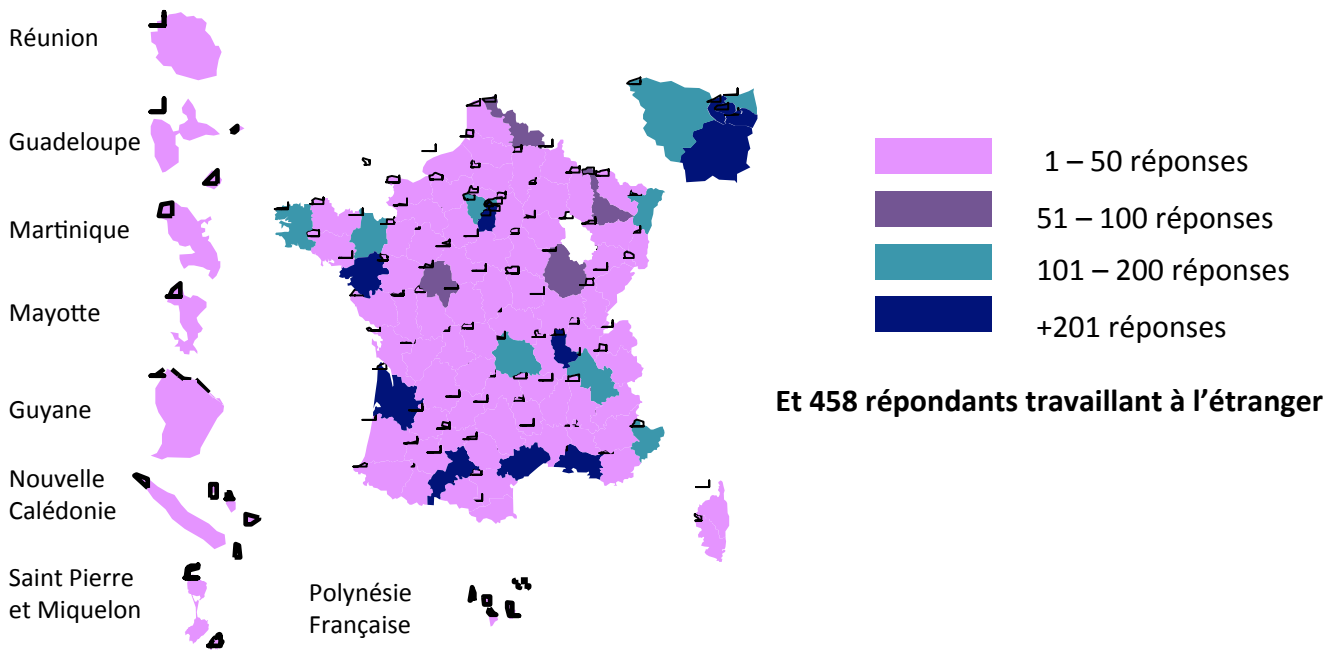 Réunion
Guadeloupe
Martinique
Mayotte
Guyane
Nouvelle
Calédonie
Saint Pierre
et Miquelon
Polynésie
Française
1 – 50 réponses
51 – 100 réponses
101 – 200 réponses
+201 réponses
Et 458 répondants travaillant à l’étranger